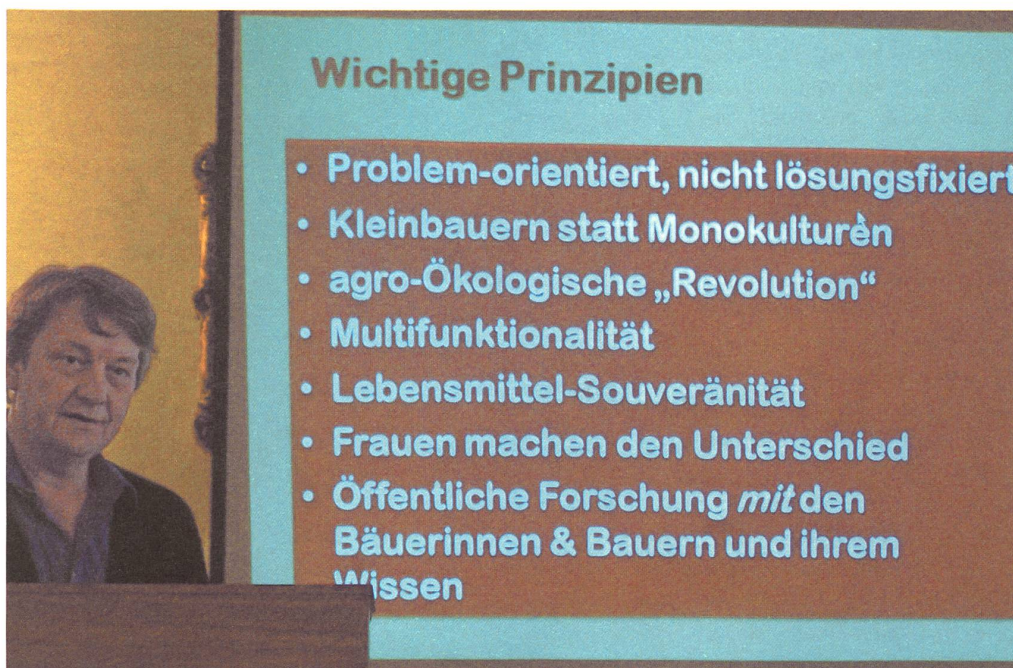 Wichtige Prinzipien
• Problem-orientiert, nicht lösungsfixiert
• Kleinbauern statt Monokulturen
• agro-Ökologische „Revolution“
• Multifunktionalität
• Lebensmittel-Souveränität
• Frauen machen den Unterschied
• Öffentliche Forschung mit den
Bäuerinnen & Bauern und ihrem
Wissen